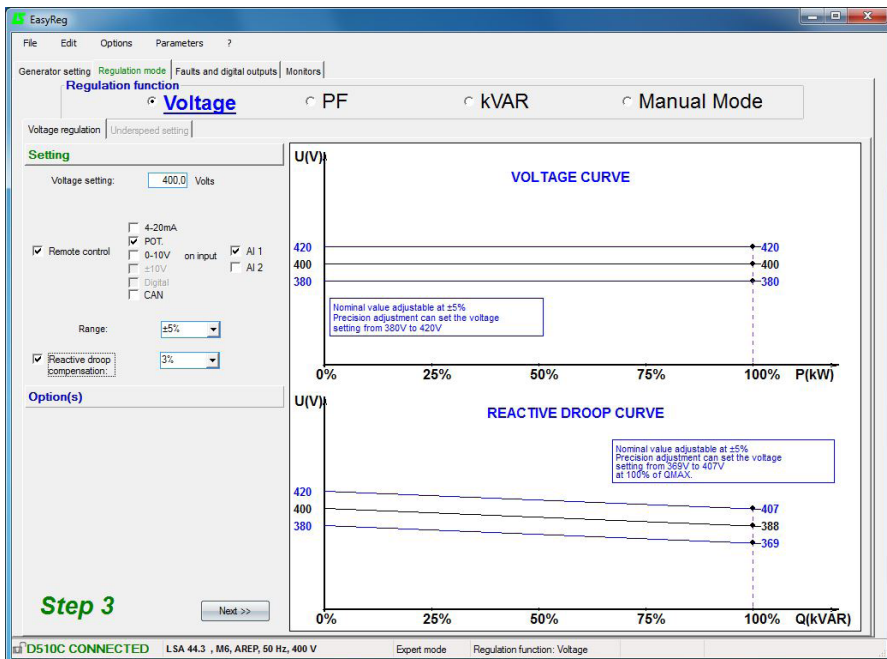 EasyReg
File Edit Options Parameters ?
Generator setting Regulation mode Faults and digital outputs Monitors
Regulation function
Voltage PF kVAR Manual Mode
Voltage regulation Underspeed setting
Setting
Voltage setting: 400,0 Volts
Remote control
4-20mA
POT.
0-10V
±10V
Digital
CAN
on input
AI 1
AI 2
Range: ±5%
Reactive droop compensation: 3%
Option(s)
Step 3
Next >>
U(V)
VOLTAGE CURVE
420 420
400 400
380 380
Nominal value adjustable at ±5%
Precision adjustment can set the voltage
setting from 380V to 420V
0% 25% 50% 75% 100% P(kW)
U(V)
REACTIVE DROOP CURVE
Nominal value adjustable at ±5%
Precision adjustment can set the voltage
setting from 369V to 407V
at 100% of QMAX.
420 407
400 388
380 369
0% 25% 50% 75% 100% Q(kVAR)
D510C CONNECTED LSA 44.3 , M6, AREP, 50 Hz, 400 V Expert mode Regulation function: Voltage